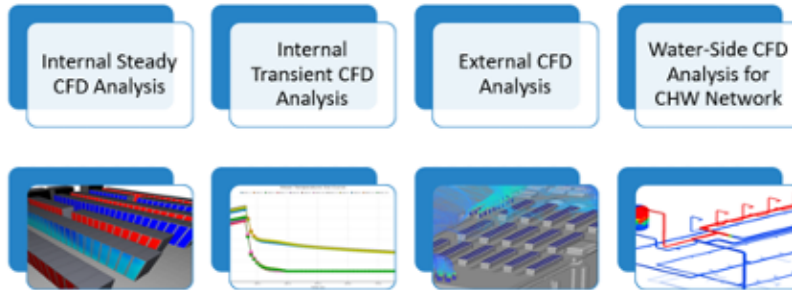 Internal Steady
CFD Analysis
Internal
Transient CFD
Analysis
External CFD
Analysis
Water-Side CFD
Analysis for
CHW Network